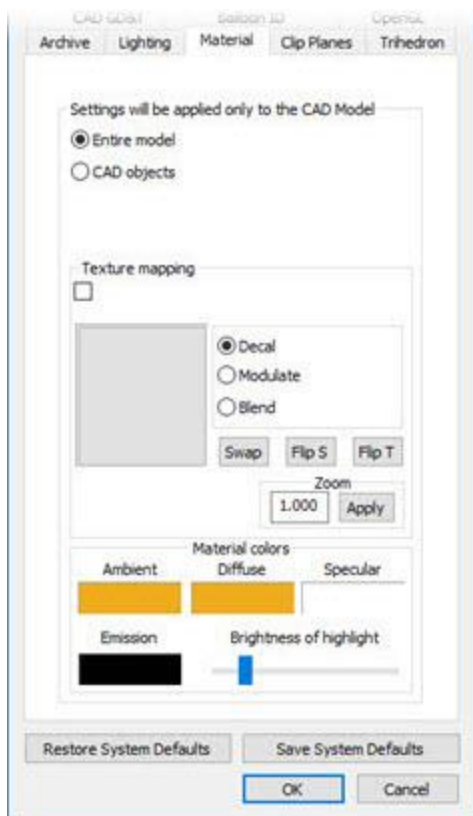 CAD GD&T Balloon ID OpenGL
Archive Lighting Material Clip Planes Trihedron
Settings will be applied only to the CAD Model
Entire model
CAD objects
Texture mapping
Decal
Modulate
Blend
Swap Flip S Flip T
Zoom
1.000 Apply
Material colors
Ambient Diffuse Specular
Emission Brightness of highlight
Restore System Defaults Save System Defaults
OK Cancel